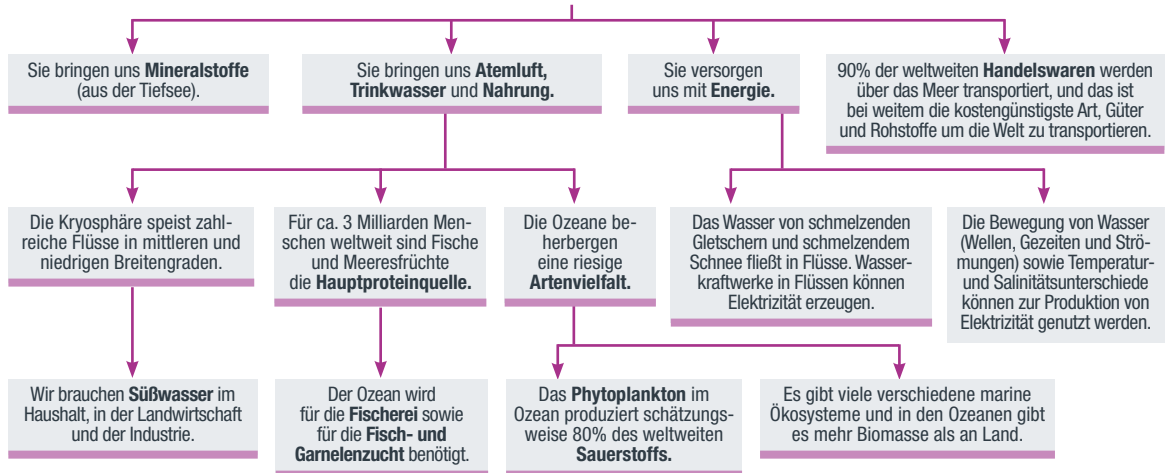 Sie bringen uns Mineralstoffe
(aus der Tiefsee).
Sie bringen uns Atemluft,
Trinkwasser und Nahrung.
Sie versorgen
uns mit Energie.
90% der weltweiten Handelswaren werden
über das Meer transportiert, und das ist
bei weitem die kostengünstigste Art, Güter
und Rohstoffe um die Welt zu transportieren.
Die Kryosphäre speist zahl-
reiche Flüsse in mittleren und
niedrigen Breitengraden.
Für ca. 3 Milliarden Men-
schen weltweit sind Fische
und Meeresfrüchte
die Hauptproteinquelle.
Die Ozeane be-
herbergen
eine riesige
Artenvielfalt.
Das Wasser von schmelzenden
Gletschern und schmelzendem
Schnee fließt in Flüsse. Wasser-
kraftwerke in Flüssen können
Elektrizität erzeugen.
Die Bewegung von Wasser
(Wellen, Gezeiten und Strö-
mungen) sowie Temperatur-
und Salinitätsunterschiede
können zur Produktion von
Elektrizität genutzt werden.
Wir brauchen Süßwasser im
Haushalt, in der Landwirtschaft
und der Industrie.
Der Ozean wird
für die Fischerei sowie
für die Fisch- und
Garnelenzucht benötigt.
Das Phytoplankton im
Ozean produziert schätzungs-
weise 80% des weltweiten
Sauerstoffs.
Es gibt viele verschiedene marine
Ökosysteme und in den Ozeanen gibt
es mehr Biomasse als an Land.